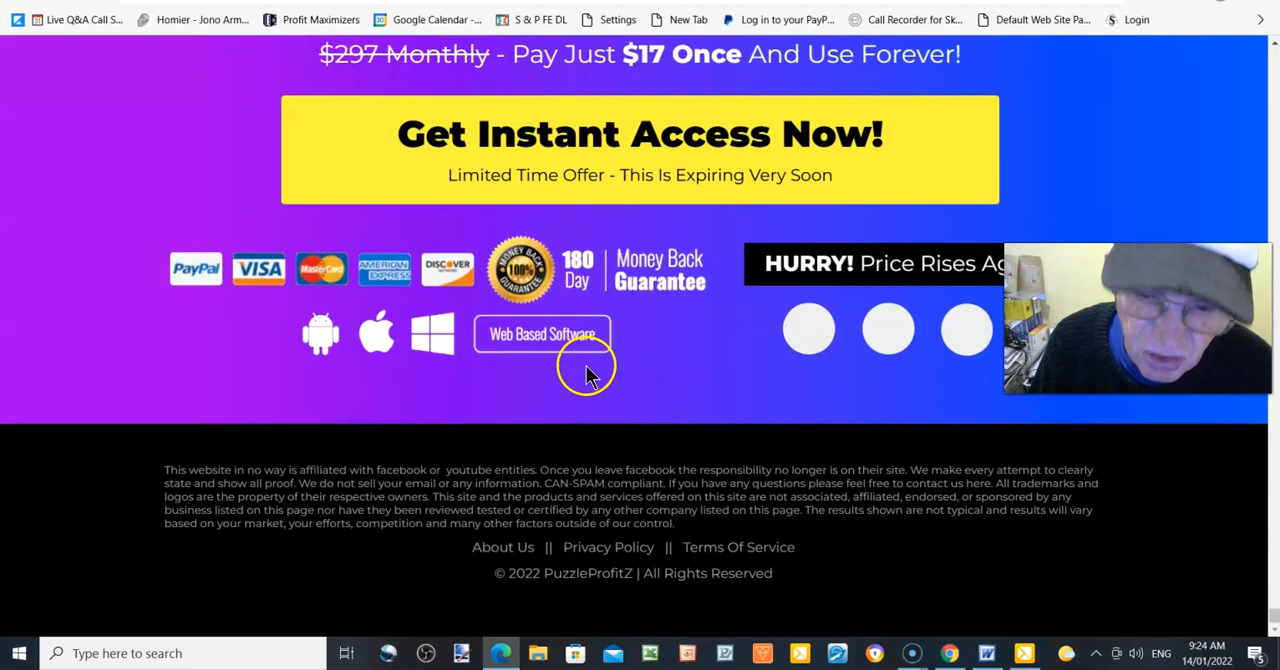 Live Q&A Call S...
Homier - Jono Arm...
Profit Maximizers
Google Calendar -...
S & P FE DL
Settings
New Tab
Log in to your PayP...
Call Recorder for Sk...
Default Web Site Pa...
Login
$297 Monthly - Pay Just $17 Once And Use Forever!
Get Instant Access Now!
Limited Time Offer - This Is Expiring Very Soon
PayPal
VISA
MasterCard
AMERICAN EXPRESS
DISCOVER
MONEY BACK
100%
GUARANTEE
180 Day
Money Back Guarantee
HURRY! Price Rises Ag
Web Based Software
This website in no way is affiliated with facebook or youtube entities. Once you leave facebook the responsibility no longer is on their site. We make every attempt to clearly
state and show all proof. We do not sell your email or any information. CAN-SPAM compliant. If you have any questions please feel free to contact us here. All trademarks and
logos are the property of their respective owners. This site and the products and services offered on this site are not associated, affiliated, endorsed, or sponsored by any
business listed on this page nor have they been reviewed tested or certified by any other company listed on this page. The results shown are not typical and results will vary
based on your market, your efforts, competition and many other factors outside of our control.
About Us || Privacy Policy || Terms Of Service
© 2022 PuzzleProfitZ | All Rights Reserved
Type here to search
ENG
9:24 AM
14/01/2022
5